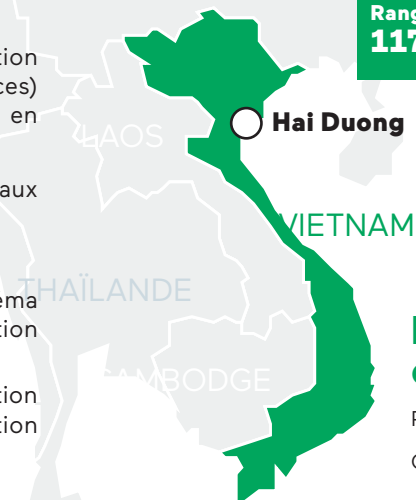 Rang
117
tion
ces)
en
aux
ema
tion
tion
tion
LAOS
Hai Duong
VIETNAM
THAÏLANDE
CAMBODGE